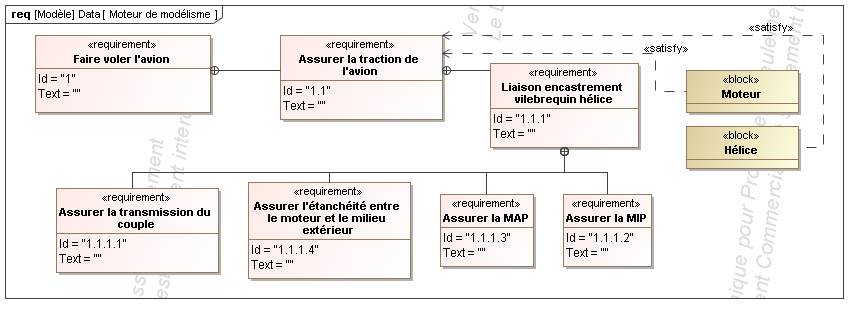 req [Modèle] Data [ Moteur de modélisme ]
«requirement»
Faire voler l'avion
Id = "1"
Text = ""
«requirement»
Assurer la traction de
l'avion
Id = "1.1"
Text = ""
«requirement»
Liaison encastrement
vilebrequin hélice
Id = "1.1.1"
Text = ""
«satisfy»
«satisfy»
«block»
Moteur
«block»
Hélice
«requirement»
Assurer la transmission du
couple
Id = "1.1.1.1"
Text = ""
«requirement»
Assurer l'étanchéité entre
le moteur et le milieu
extérieur
Id = "1.1.1.4"
Text = ""
«requirement»
Assurer la MAP
Id = "1.1.1.3"
Text = ""
«requirement»
Assurer la MIP
Id = "1.1.1.2"
Text = ""